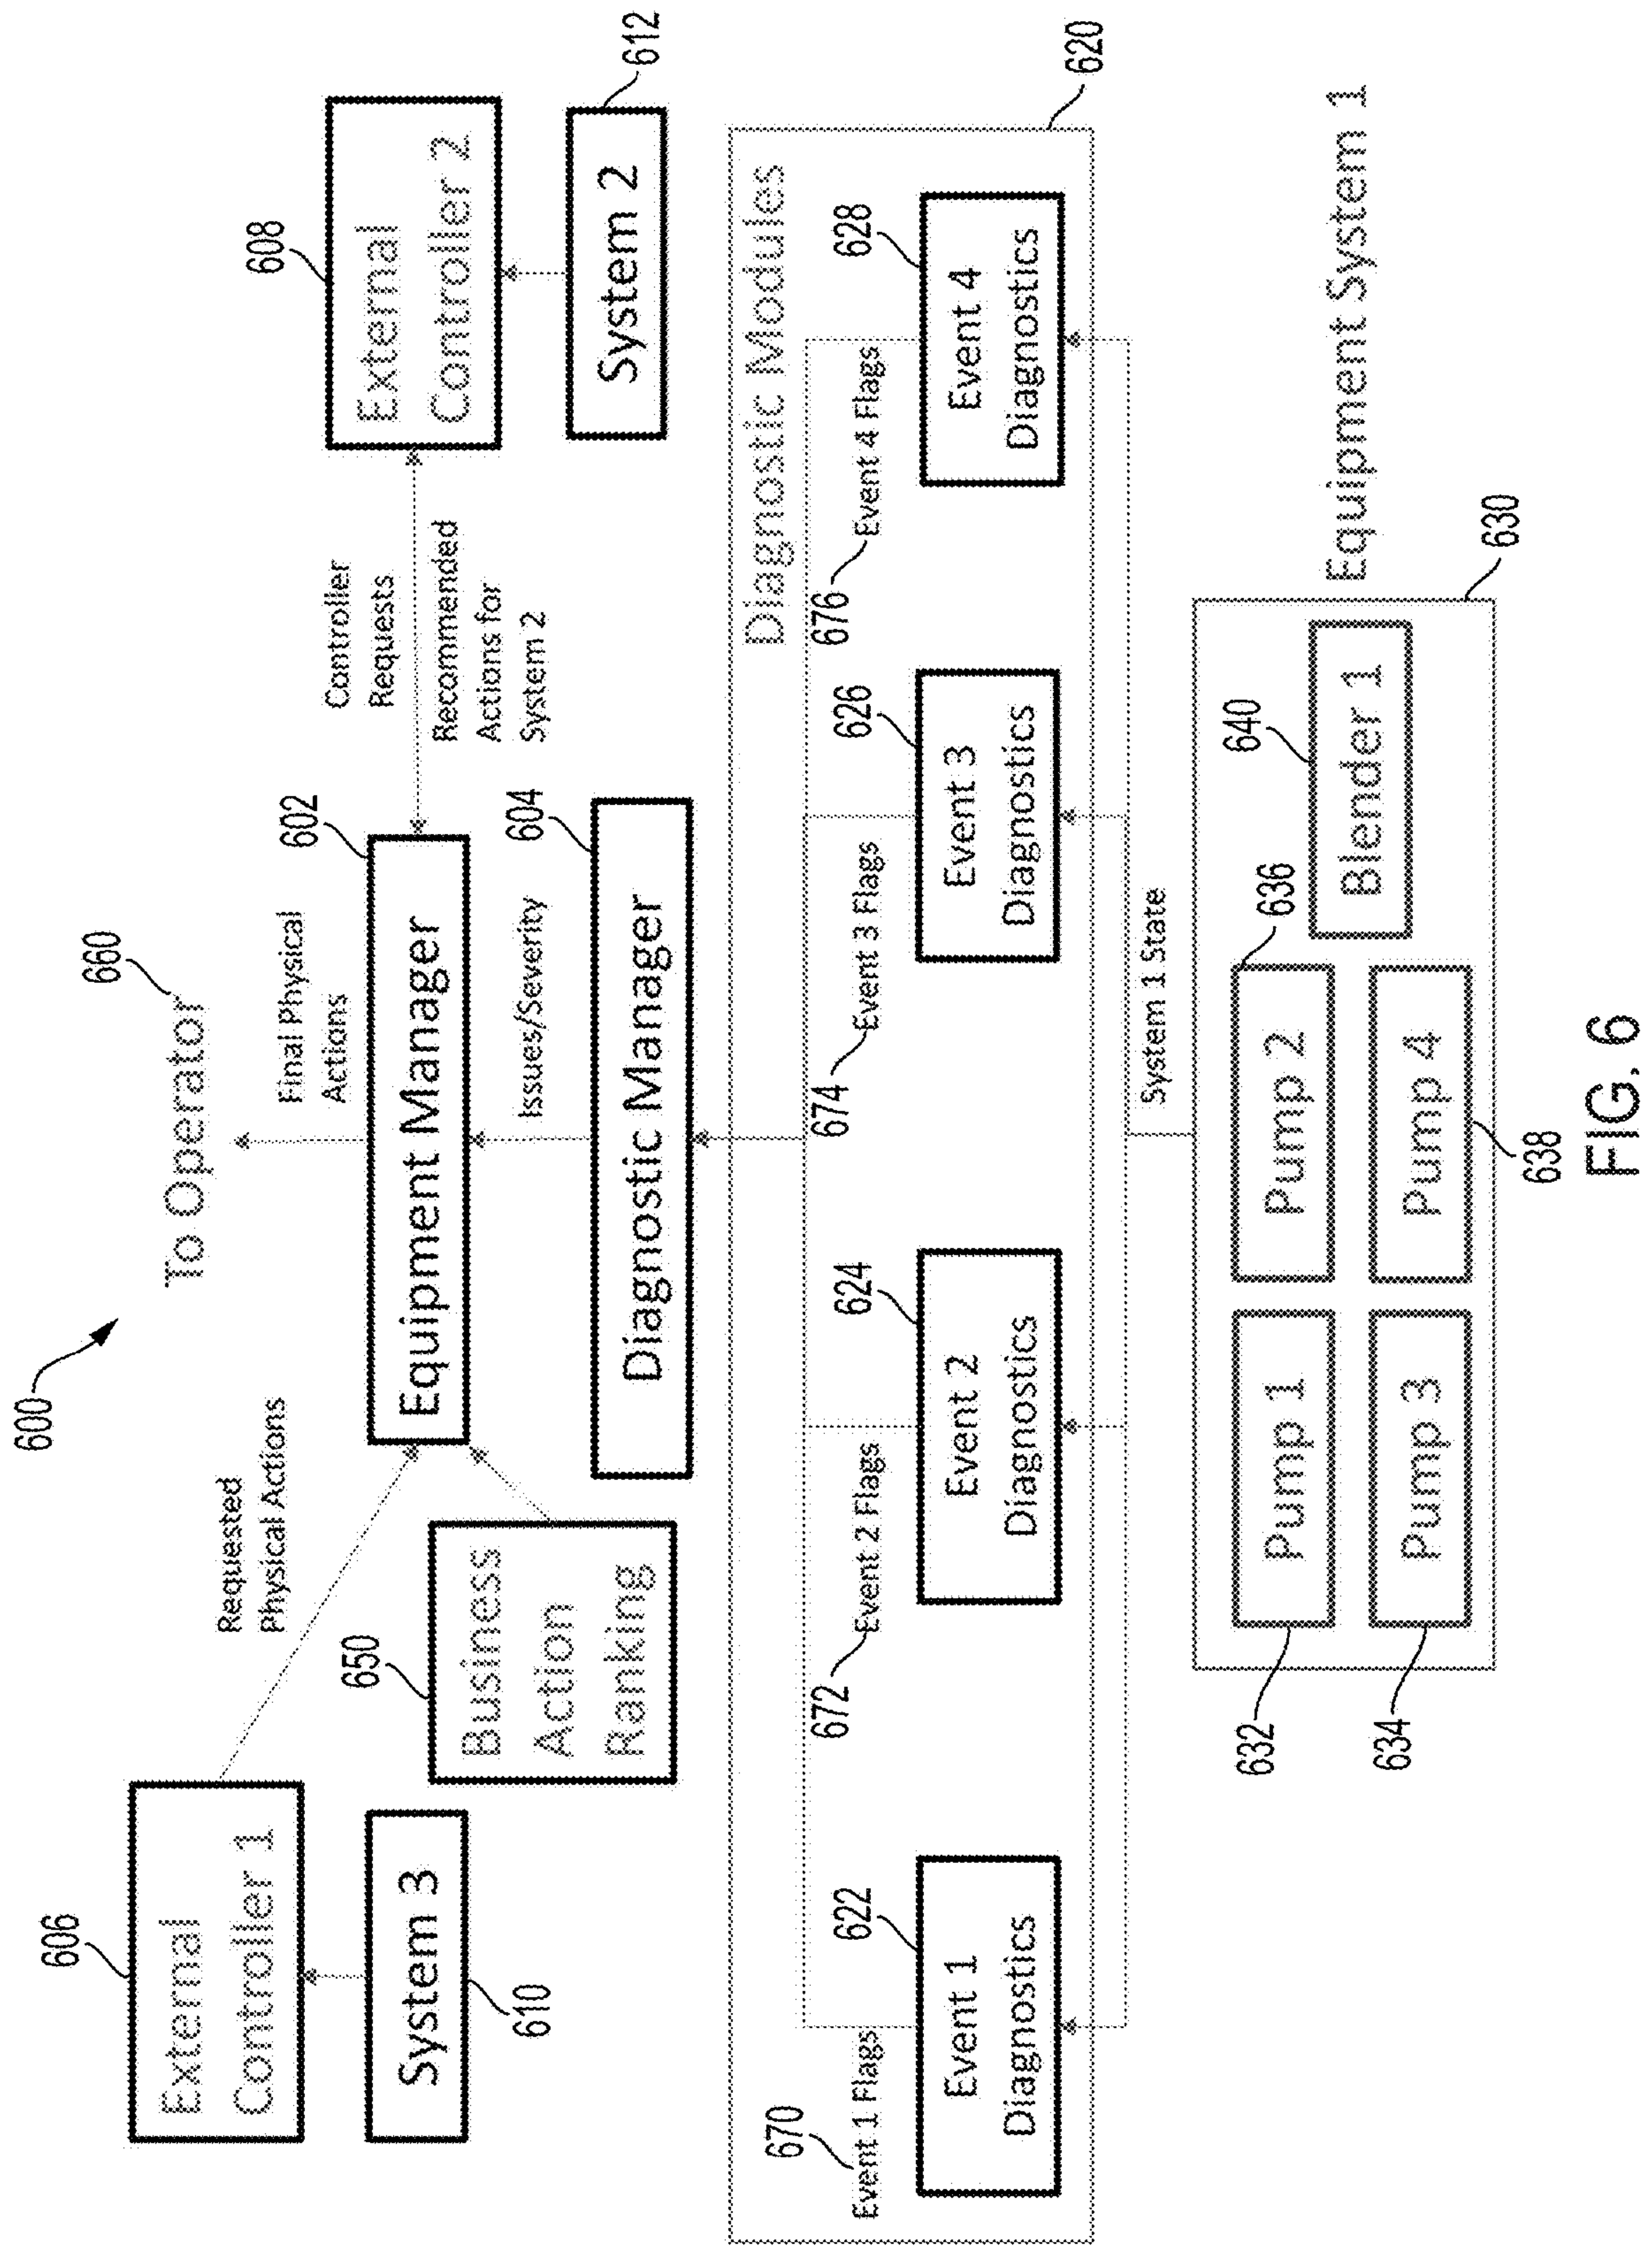 600
To Operator
660
606
External
Controller 1
System 3
610
Requested
Physical Actions
650
Business
Action
Ranking
Final Physical
Actions
602
Equipment Manager
Issues/Severity
604
Diagnostic Manager
Controller
Requests
Recommended
Actions for
System 2
608
External
Controller 2
System 2
612
Diagnostic Modules
620
670
Event 1 Flags
672
Event 2 Flags
674
Event 3 Flags
676
Event 4 Flags
622
Event 1
Diagnostics
624
Event 2
Diagnostics
626
Event 3
Diagnostics
628
Event 4
Diagnostics
System 1 State
632
Pump 1
Pump 2
636
640
Blender 1
634
Pump 3
Pump 4
638
630
Equipment System 1
FIG. 6